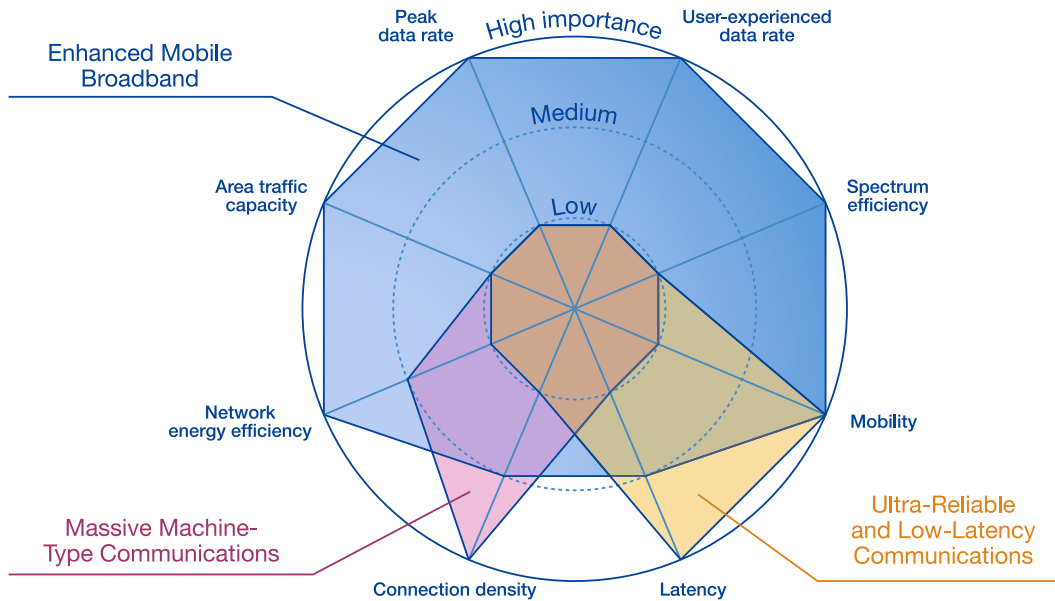 Peak
data rate
High importance
User-experienced
data rate
Enhanced Mobile
Broadband
Medium
Area traffic
capacity
Low
Spectrum
efficiency
Network
energy efficiency
Mobility
Massive Machine-
Type Communications
Ultra-Reliable
and Low-Latency
Communications
Connection density
Latency